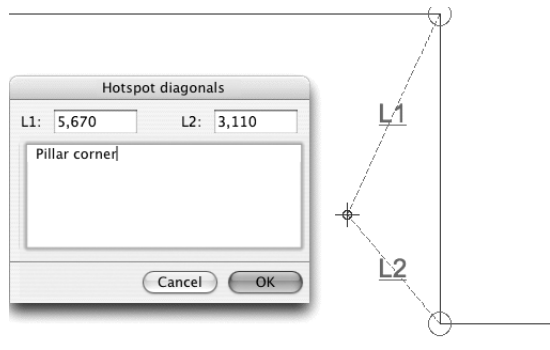 Hotspot diagonals
L1: 5,670 L2: 3,110
Pillar corner
Cancel OK
L1
L2